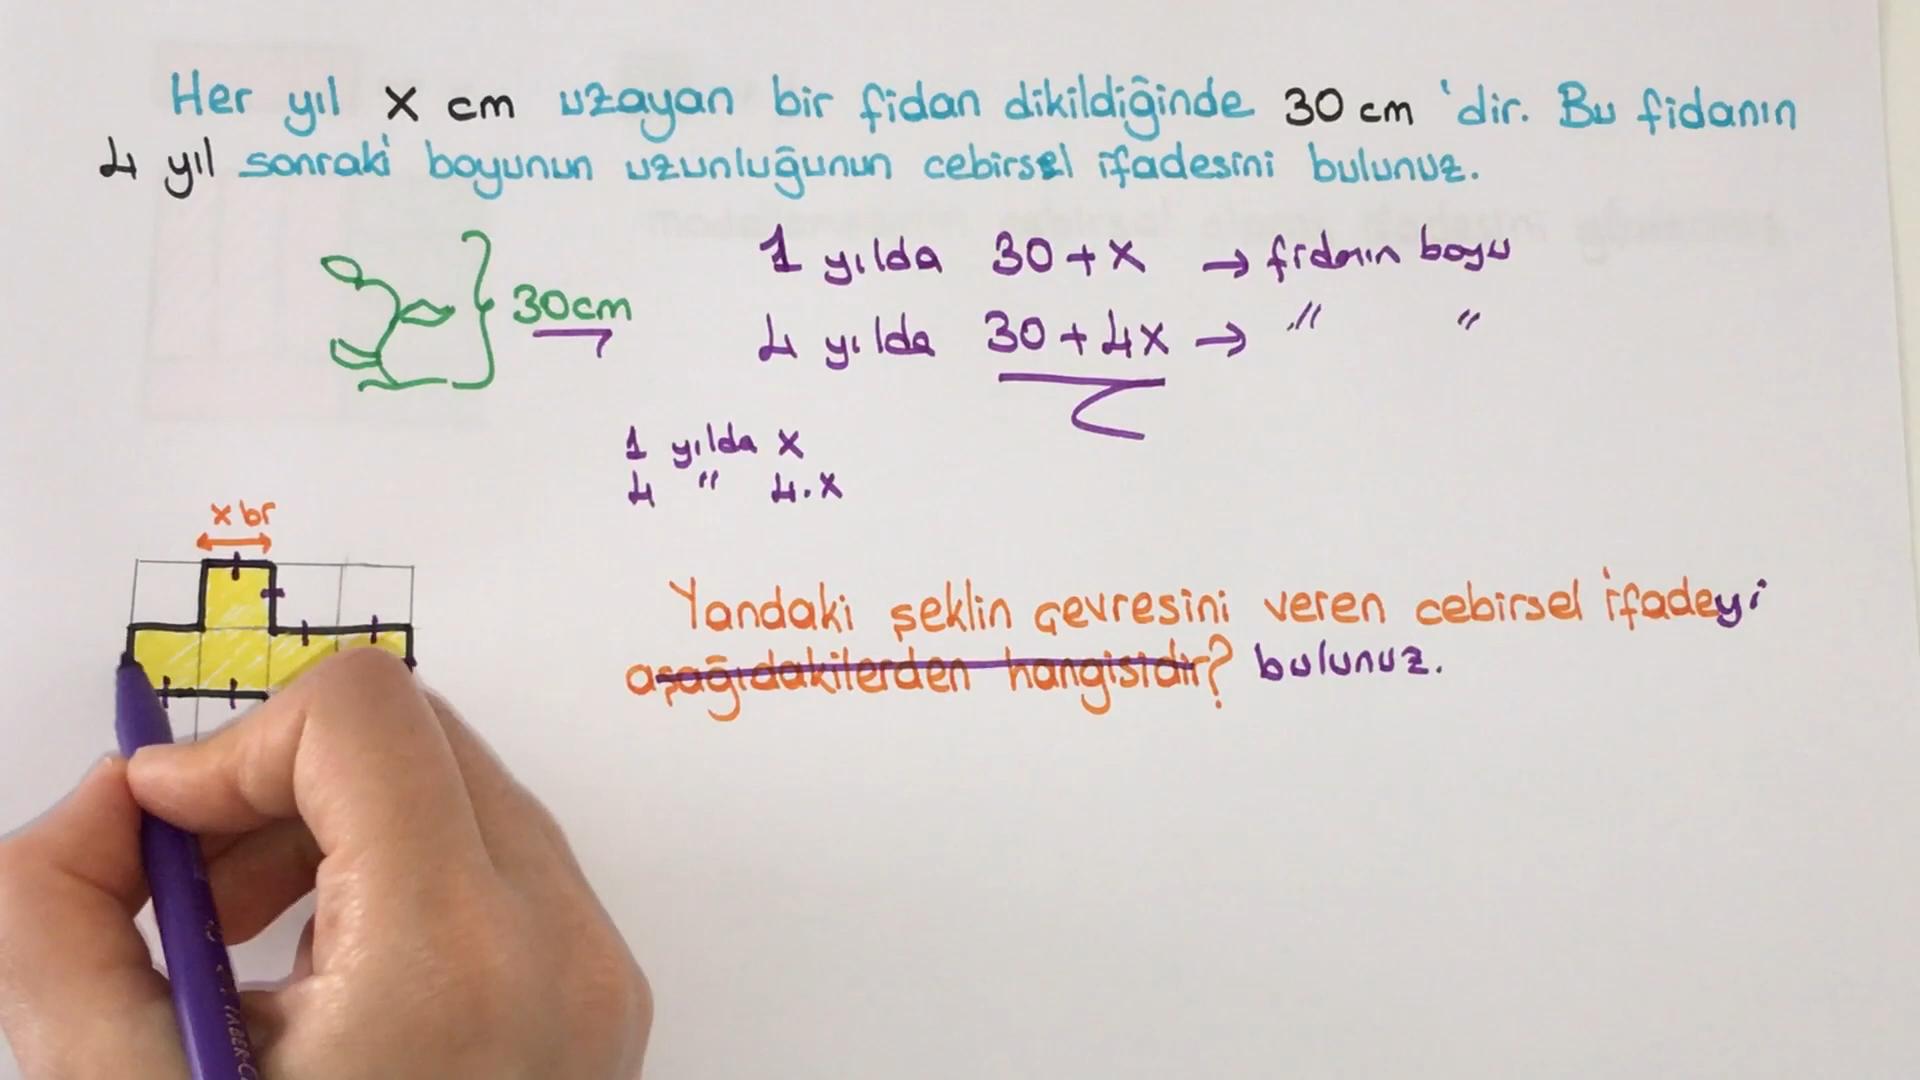 Her yıl x cm uzayan bir fidan dikildiğinde 30 cm 'dir. Bu fidanın
4 yıl sonraki boyunun uzunluğunun cebirsel ifadesini bulunuz.
30cm
1 yılda 30+x → fidanın boyu
4 yılda 30+4x → " "
1 yılda x
4 " 4.x
x br
Yandaki şeklin çevresini veren cebirsel ifadeyi
aşağıdakilerden hangisidir? bulunuz.